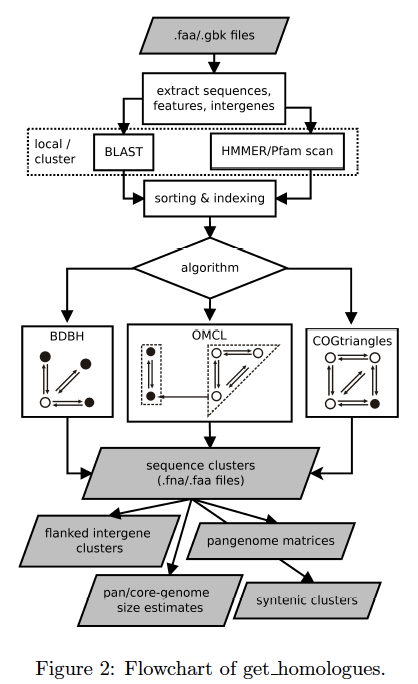 .faa/.gbk files
extract sequences,
features, intergenes
local /
cluster
BLAST
HMMER/Pfam scan
sorting & indexing
algorithm
BDBH
OMCL
COGtriangles
sequence clusters
(.fna/.faa files)
flanked intergene
clusters
pangenome matrices
pan/core-genome
size estimates
syntenic clusters
Figure 2: Flowchart of get_homologues.